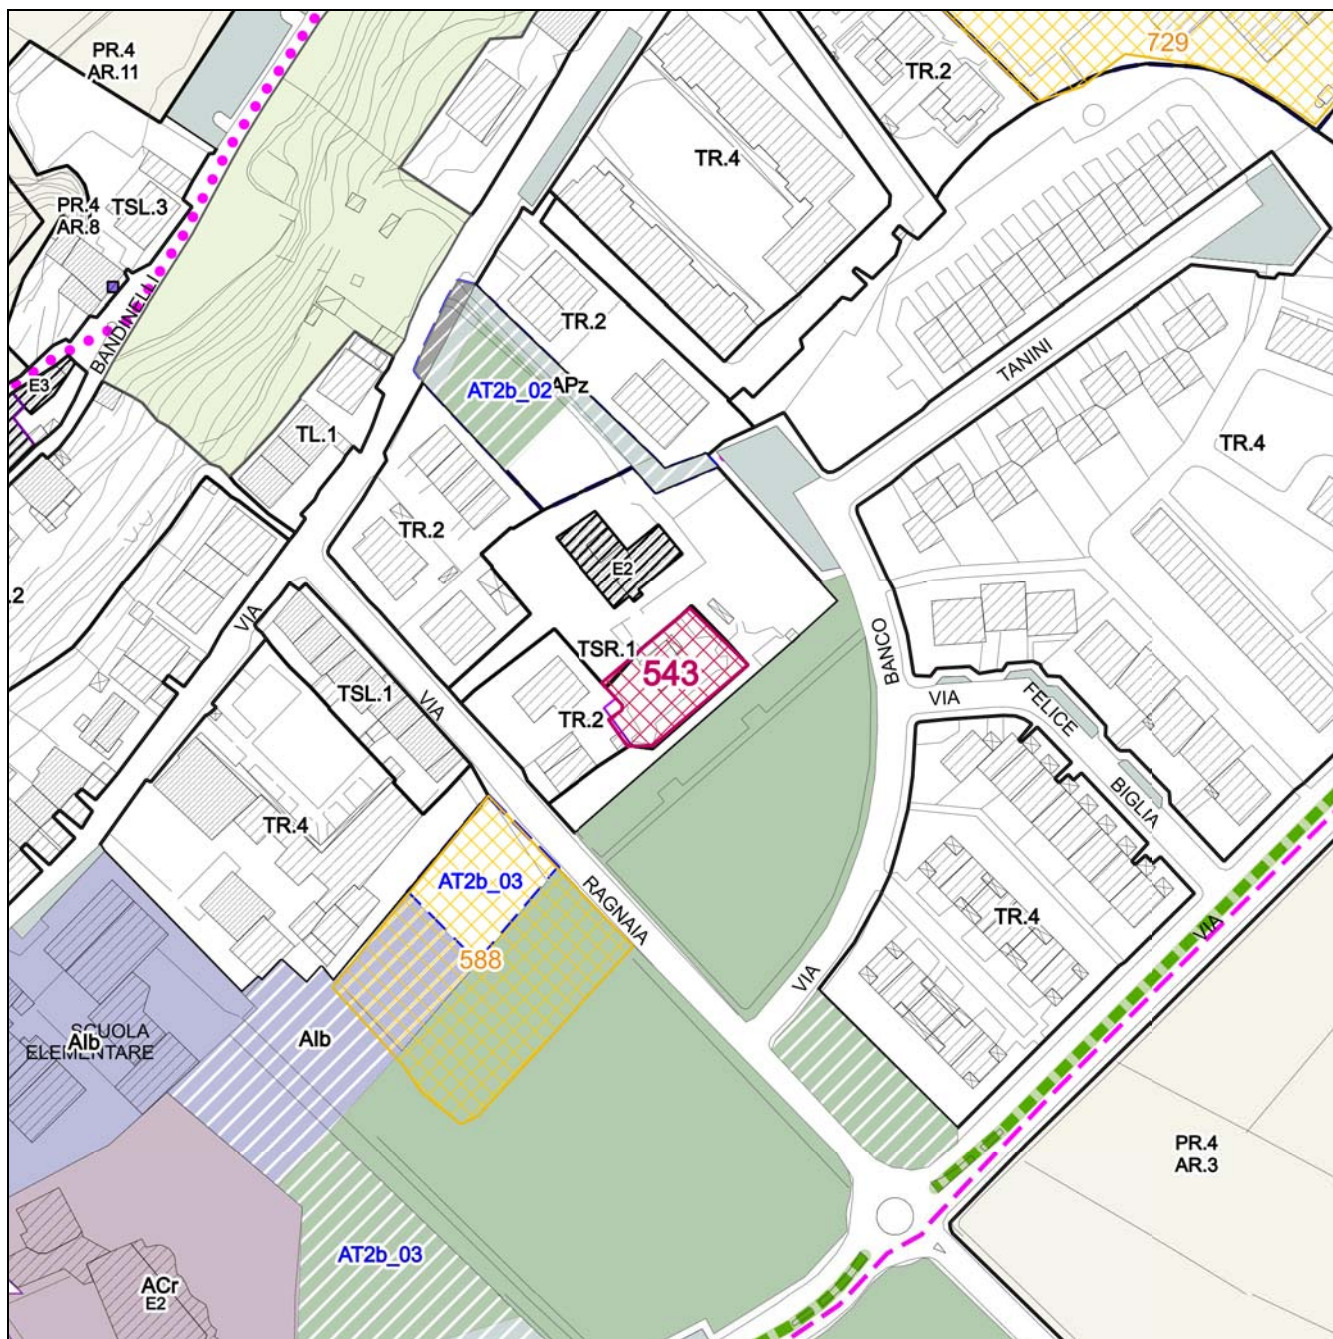 729
PR.4
AR.11
TR.2
TR.4
PR.4
AR.8
TSL.3
BANDINELLI
TR.2
TANINI
E3
AT2b_02
APz
TL.1
TR.4
TR.2
E2
.2
VIA
TSR.1
543
BANCO
TSL.1
VIA
VIA
FELICE
TR.2
BIGLIA
TR.4
AT2b_03
RAGNAIA
TR.4
VIA
588
VIA
SCUOLA
ELEMENTARE
AIb
AIb
PR.4
AR.3
AT2b_03
ACr
E2